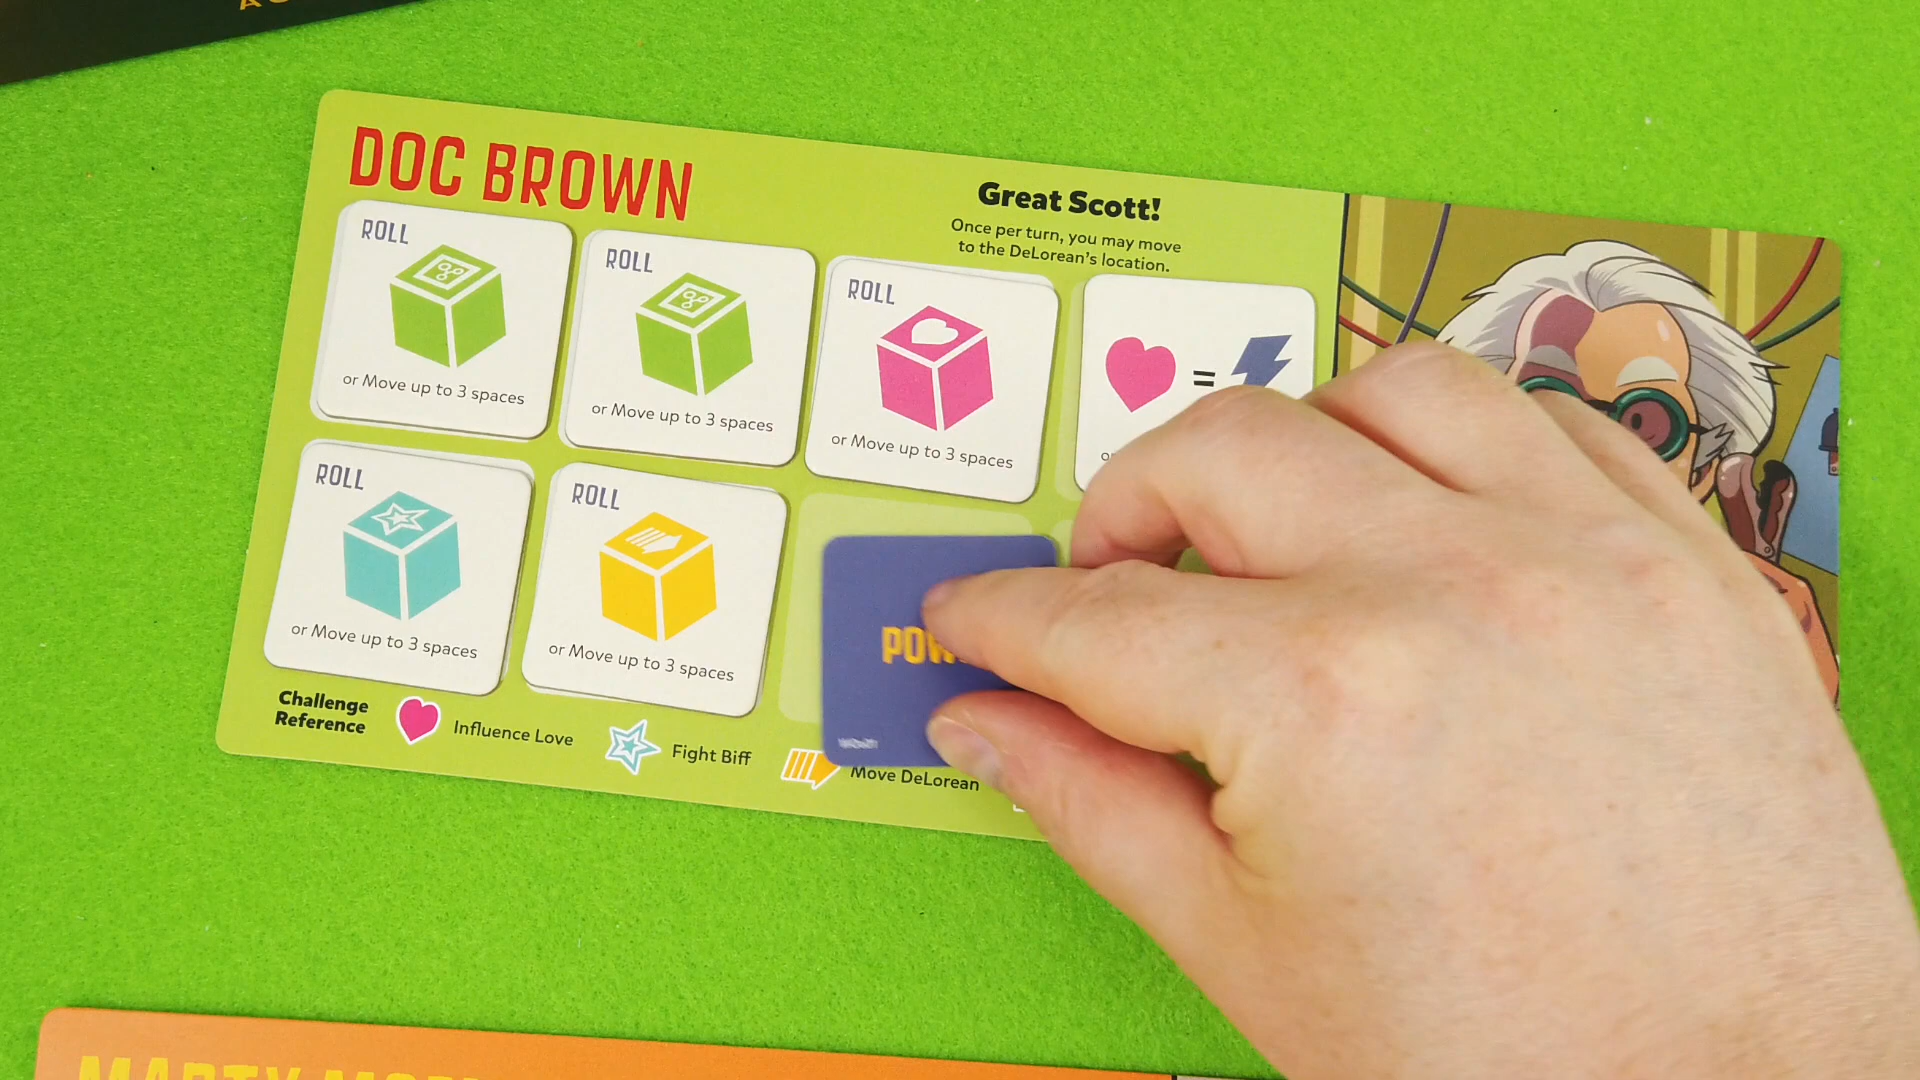 DOC BROWN
Great Scott!
Once per turn, you may move
to the DeLorean's location.
ROLL
or Move up to 3 spaces
ROLL
or Move up to 3 spaces
ROLL
or Move up to 3 spaces
=
ROLL
or Move up to 3 spaces
ROLL
or Move up to 3 spaces
Challenge
Reference
Influence Love
Fight Biff
Move DeLorean
MARTY